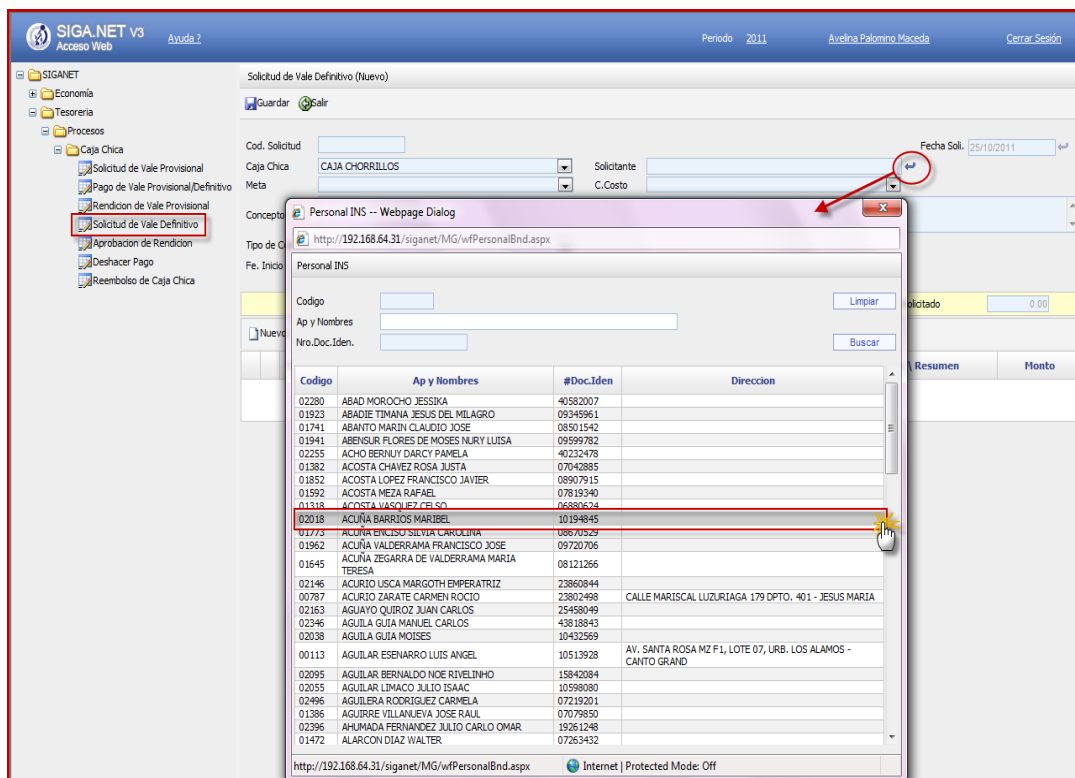 SIGA.NET V3
Acceso Web
Ayuda ?
Periodo 2011 Avelina Palomino Maceda Cerrar Sesión
SIGANET
Economía
Tesoreria
Procesos
Caja Chica
Solicitud de Vale Provisional
Pago de Vale Provisional/Definitivo
Rendicion de Vale Provisional
Solicitud de Vale Definitivo
Aprobacion de Rendicion
Deshacer Pago
Reembolso de Caja Chica
Solicitud de Vale Definitivo (Nuevo)
Guardar Salir
Cod. Solicitud Fecha Soli. 25/10/2011
Caja Chica CAJA CHORRILLOS Solicitante
Meta C.Costo
Concepto
Tipo de C
Fe. Inicio
olicitado 0.00
Nuevo
\ Resumen Monto
Personal INS -- Webpage Dialog
http://192.168.64.31/siganet/MG/wfPersonalBnd.aspx
Personal INS
Codigo Limpiar
Ap y Nombres
Nro.Doc.Iden. Buscar
Codigo Ap y Nombres #Doc.Iden Direccion
02280 ABAD MOROCHO JESSIKA 40582007
01923 ABADIE TIMANA JESUS DEL MILAGRO 09345961
01741 ABANTO MARIN CLAUDIO JOSE 08501542
01941 ABENSUR FLORES DE MOSES NURY LUISA 09599782
02255 ACHO BERNUY DARCY PAMELA 40232478
01382 ACOSTA CHAVEZ ROSA JUSTA 07042885
01852 ACOSTA LOPEZ FRANCISCO JAVIER 08907915
01592 ACOSTA MEZA RAFAEL 07819340
01318 ACOSTA VASQUEZ CELSO 06880624
02018 ACUÑA BARRIOS MARIBEL 10194845
01773 ACUÑA ENCISO SILVIA CAROLINA 08670529
01962 ACUÑA VALDERRAMA FRANCISCO JOSE 09720706
01645 ACUÑA ZEGARRA DE VALDERRAMA MARIA TERESA 08121266
02146 ACURIO USCA MARGOTH EMPERATRIZ 23860844
00787 ACURIO ZARATE CARMEN ROCIO 23802498 CALLE MARISCAL LUZURIAGA 179 DPTO. 401 - JESUS MARIA
02163 AGUAYO QUIROZ JUAN CARLOS 25458049
02346 AGUILA GUIA MANUEL CARLOS 43818843
02038 AGUILA GUIA MOISES 10432569
00113 AGUILAR ESENARRO LUIS ANGEL 10513928 AV. SANTA ROSA MZ F1, LOTE 07, URB. LOS ALAMOS - CANTO GRAND
02095 AGUILAR BERNALDO NOE RIVELINHO 15842084
02055 AGUILAR LIMACO JULIO ISAAC 10598080
02496 AGUILERA RODRIGUEZ CARMELA 07219201
01386 AGUIRRE VILLANUEVA JOSE RAUL 07079850
02396 AHUMADA FERNANDEZ JULIO CARLO OMAR 19261248
01472 ALARCON DIAZ WALTER 07263432
http://192.168.64.31/siganet/MG/wfPersonalBnd.aspx Internet | Protected Mode: Off